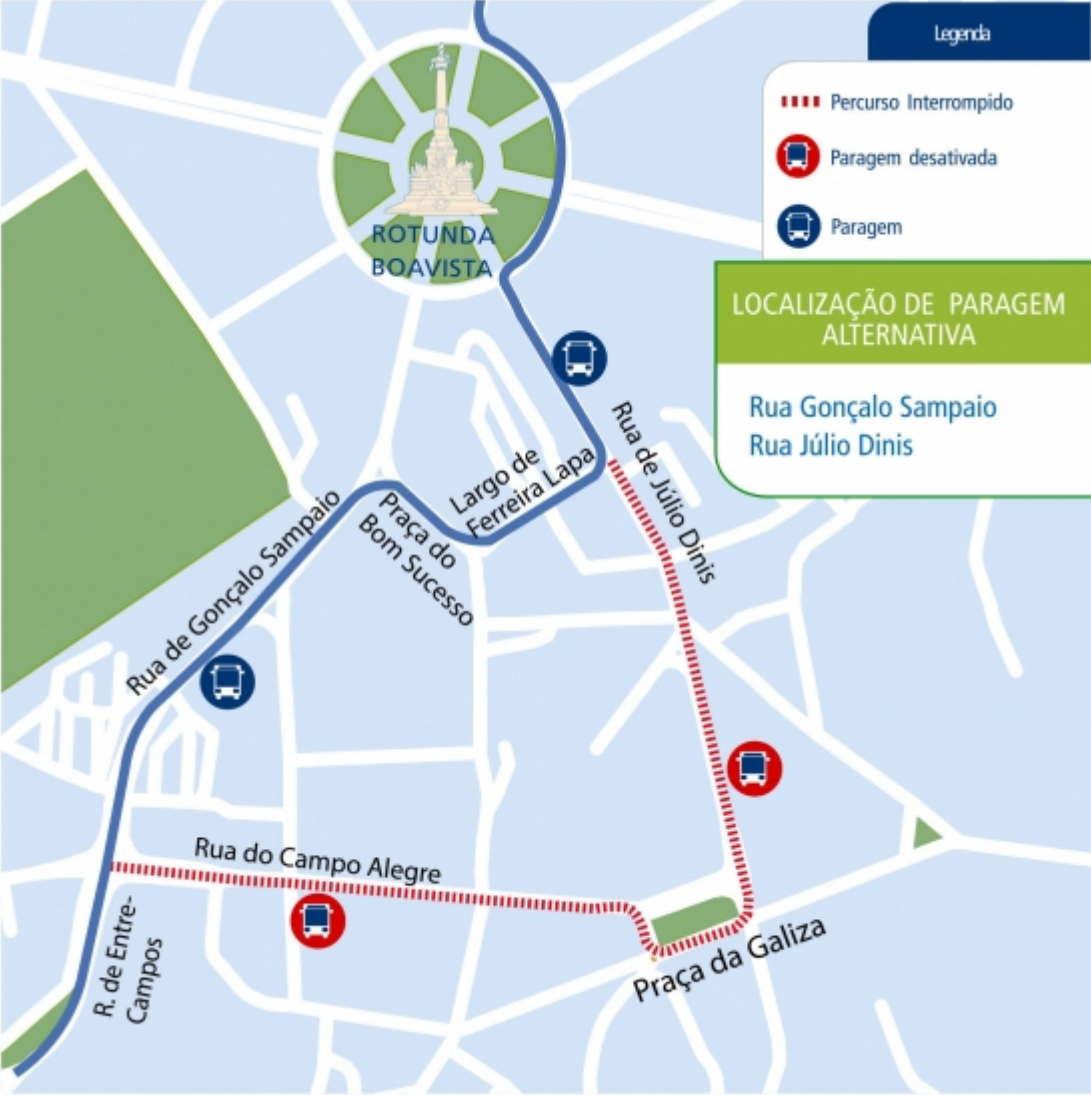 Legenda
Percurso Interrompido
Paragem desativada
Paragem
LOCALIZAÇÃO DE PARAGEM
ALTERNATIVA
Rua Gonçalo Sampaio
Rua Júlio Dinis
ROTUNDA
BOAVISTA
Rua de Júlio Dinis
Largo de
Ferreira Lapa
Praça do
Bom Sucesso
Rua de Gonçalo Sampaio
Rua do Campo Alegre
R. de Entre-
Campos
Praça da Galiza